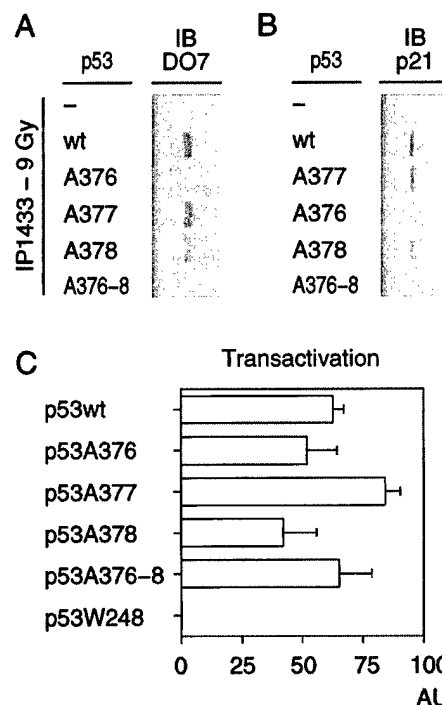 A
p53
IB
DO7
IP1433 – 9 Gy
–
wt
A376
A377
A378
A376–8
B
p53
IB
p21
–
wt
A377
A376
A378
A376–8
C
Transactivation
p53wt
p53A376
p53A377
p53A378
p53A376–8
p53W248
0 25 50 75 100
AU